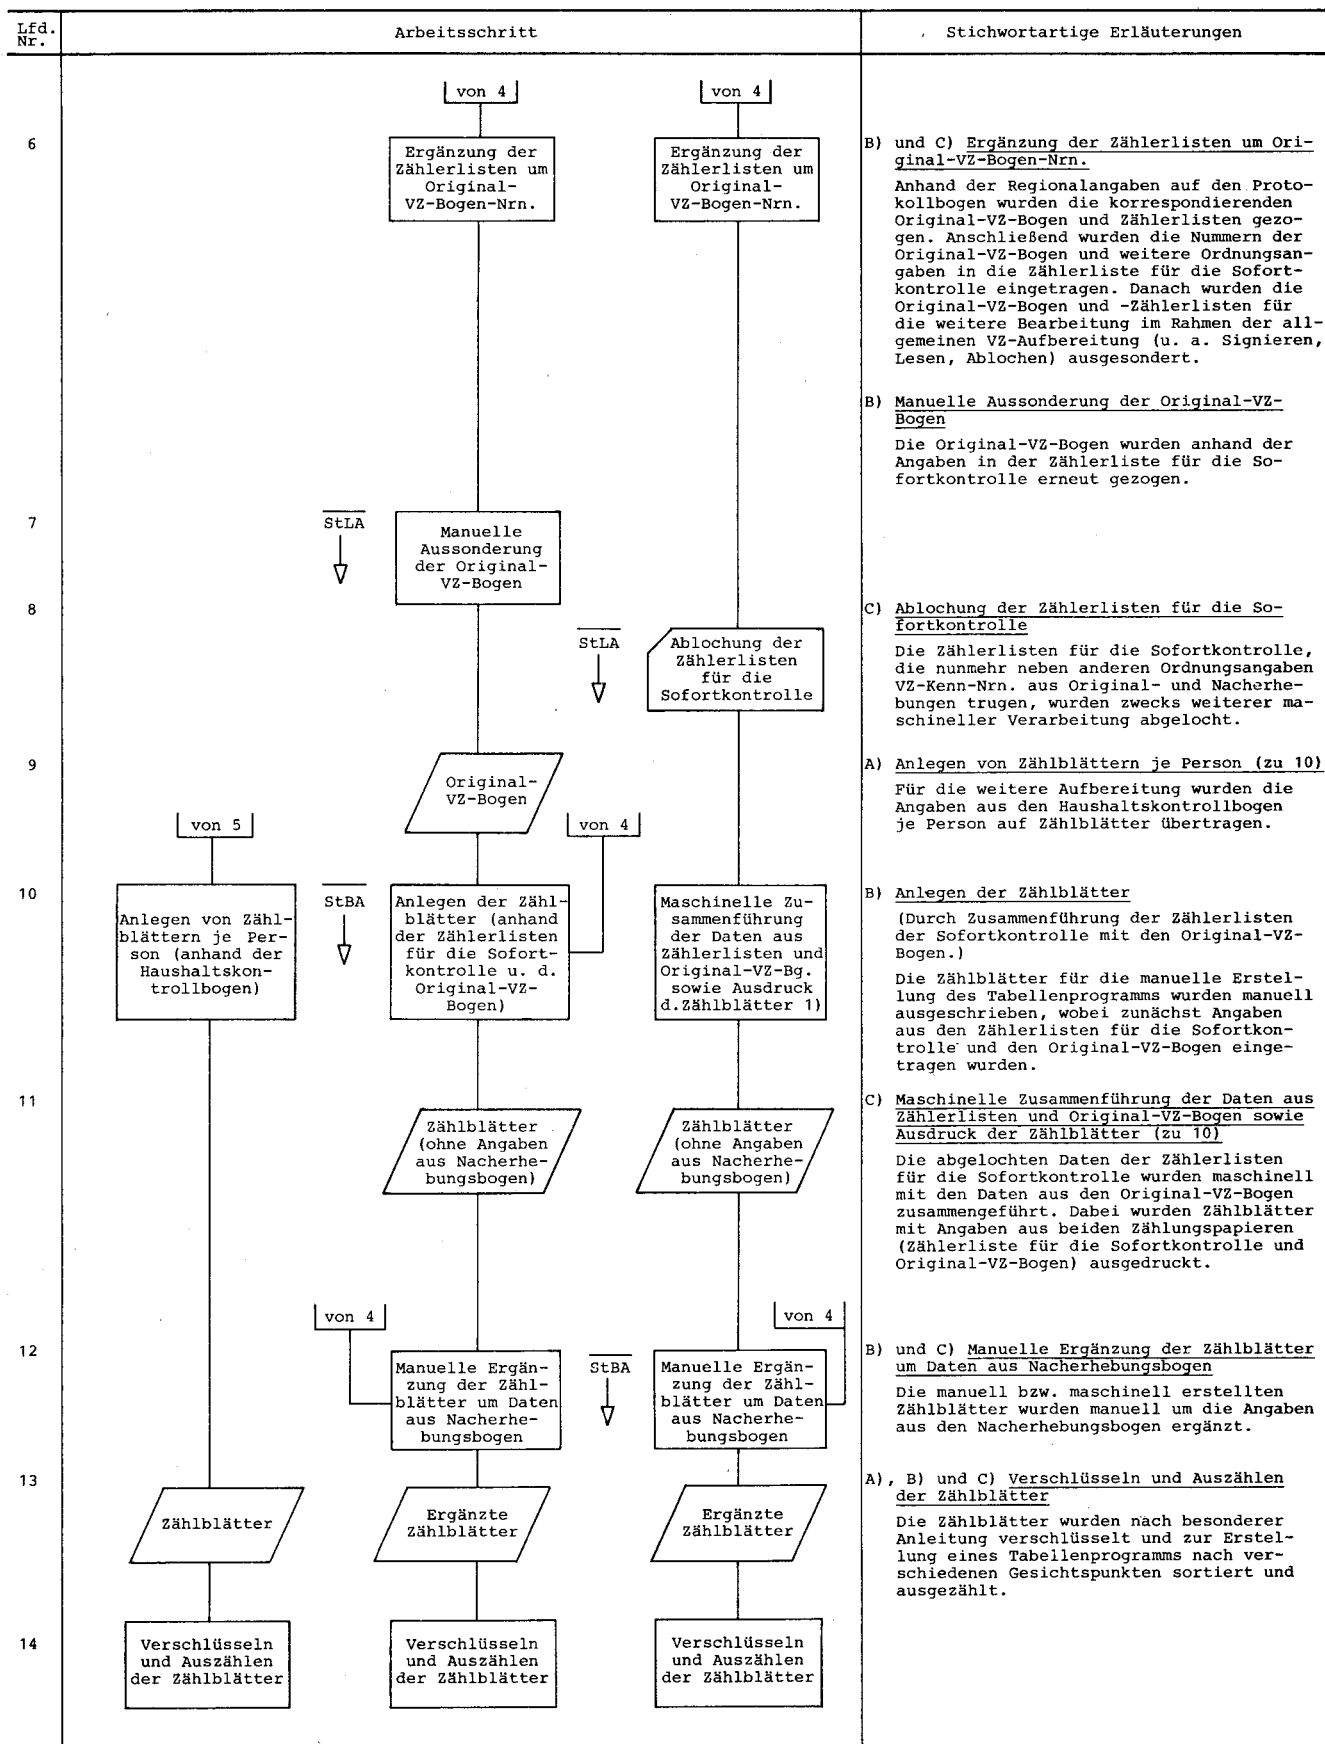 Lfd.
Nr.
Arbeitsschritt
Stichwortartige Erläuterungen
von 4
von 4
6
Ergänzung der
Zählerlisten um
Original-
VZ-Bogen-Nrn.
Ergänzung der
Zählerlisten um
Original-
VZ-Bogen-Nrn.
B) und C) Ergänzung der Zählerlisten um Ori-
ginal-VZ-Bogen-Nrn.
Anhand der Regionalangaben auf den Proto-
kollbogen wurden die korrespondierenden
Original-VZ-Bogen und Zählerlisten gezo-
gen. Anschließend wurden die Nummern der
Original-VZ-Bogen und weitere Ordnungsan-
gaben in die Zählerliste für die Sofort-
kontrolle eingetragen. Danach wurden die
Original-VZ-Bogen und -Zählerlisten für
die weitere Bearbeitung im Rahmen der all-
gemeinen VZ-Aufbereitung (u. a. Signieren,
Lesen, Ablochen) ausgesondert.
B) Manuelle Aussonderung der Original-VZ-
Bogen
Die Original-VZ-Bogen wurden anhand der
Angaben in der Zählerliste für die So-
fortkontrolle erneut gezogen.
7
StLA
Manuelle
Aussonderung
der Original-
VZ-Bogen
8
StLA
Ablochung der
Zählerlisten
für die
Sofortkontrolle
C) Ablochung der Zählerlisten für die So-
fortkontrolle
Die Zählerlisten für die Sofortkontrolle,
die nunmehr neben anderen Ordnungsangaben
VZ-Kenn-Nrn. aus Original- und Nacherhe-
bungen trugen, wurden zwecks weiterer ma-
schineller Verarbeitung abgelocht.
9
Original-
VZ-Bogen
A) Anlegen von Zählblättern je Person (zu 10)
Für die weitere Aufbereitung wurden die
Angaben aus den Haushaltskontrollbogen
je Person auf Zählblätter übertragen.
von 5
von 4
10
Anlegen von Zähl-
blättern je Per-
son (anhand der
Haushaltskon-
trollbogen)
StBA
Anlegen der Zähl-
blätter (anhand
der Zählerlisten
für die Sofort-
kontrolle u. d.
Original-VZ-
Bogen)
Maschinelle Zu-
sammenführung
der Daten aus
Zählerlisten und
Original-VZ-Bg.
sowie Ausdruck
d.Zählblätter 1)
B) Anlegen der Zählblätter
(Durch Zusammenführung der Zählerlisten
der Sofortkontrolle mit den Original-VZ-
Bogen.)
Die Zählblätter für die manuelle Erstel-
lung des Tabellenprogramms wurden manuell
ausgeschrieben, wobei zunächst Angaben
aus den Zählerlisten für die Sofortkon-
trolle und den Original-VZ-Bogen einge-
tragen wurden.
11
Zählblätter
(ohne Angaben
aus Nacherhe-
bungsbogen)
Zählblätter
(ohne Angaben
aus Nacherhe-
bungsbogen)
C) Maschinelle Zusammenführung der Daten aus
Zählerlisten und Original-VZ-Bogen sowie
Ausdruck der Zählblätter (zu 10)
Die abgelochten Daten der Zählerlisten
für die Sofortkontrolle wurden maschinell
mit den Daten aus den Original-VZ-Bogen
zusammengeführt. Dabei wurden Zählblätter
mit Angaben aus beiden Zählungspapieren
(Zählerliste für die Sofortkontrolle und
Original-VZ-Bogen) ausgedruckt.
von 4
von 4
12
Manuelle Ergän-
zung der Zähl-
blätter um Daten
aus Nacherhe-
bungsbogen
StBA
Manuelle Ergän-
zung der Zähl-
blätter um Daten
aus Nacherhe-
bungsbogen
B) und C) Manuelle Ergänzung der Zählblätter
um Daten aus Nacherhebungsbogen
Die manuell bzw. maschinell erstellten
Zählblätter wurden manuell um die Angaben
aus den Nacherhebungsbogen ergänzt.
13
Zählblätter
Ergänzte
Zählblätter
Ergänzte
Zählblätter
A), B) und C) Verschlüsseln und Auszählen
der Zählblätter
Die Zählblätter wurden nach besonderer
Anleitung verschlüsselt und zur Erstel-
lung eines Tabellenprogramms nach ver-
schiedenen Gesichtspunkten sortiert und
ausgezählt.
14
Verschlüsseln
und Auszählen
der Zählblätter
Verschlüsseln
und Auszählen
der Zählblätter
Verschlüsseln
und Auszählen
der Zählblätter